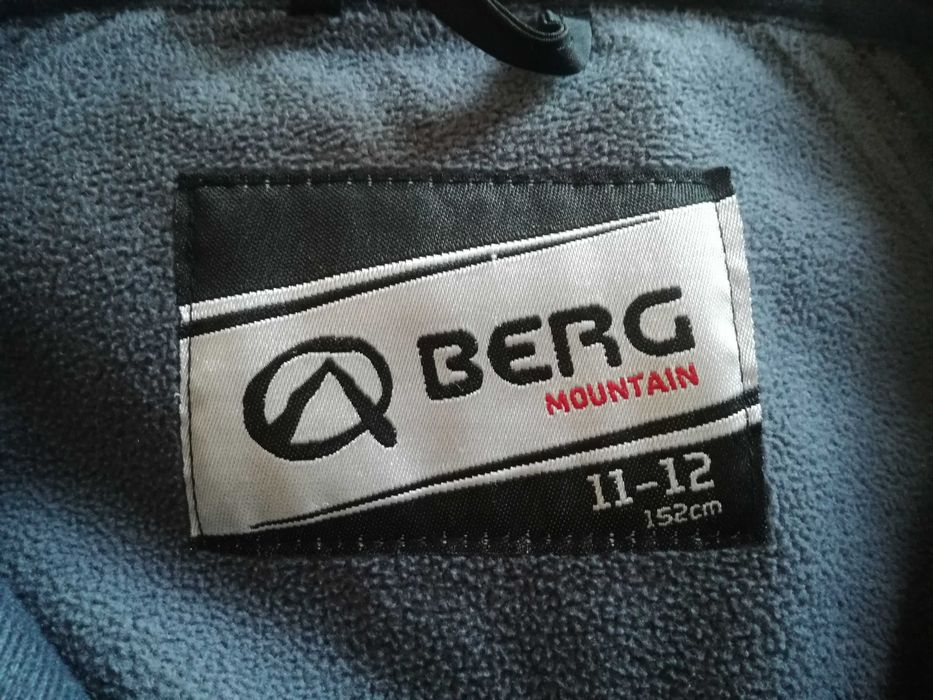 BERG
MOUNTAIN
11-12
152cm